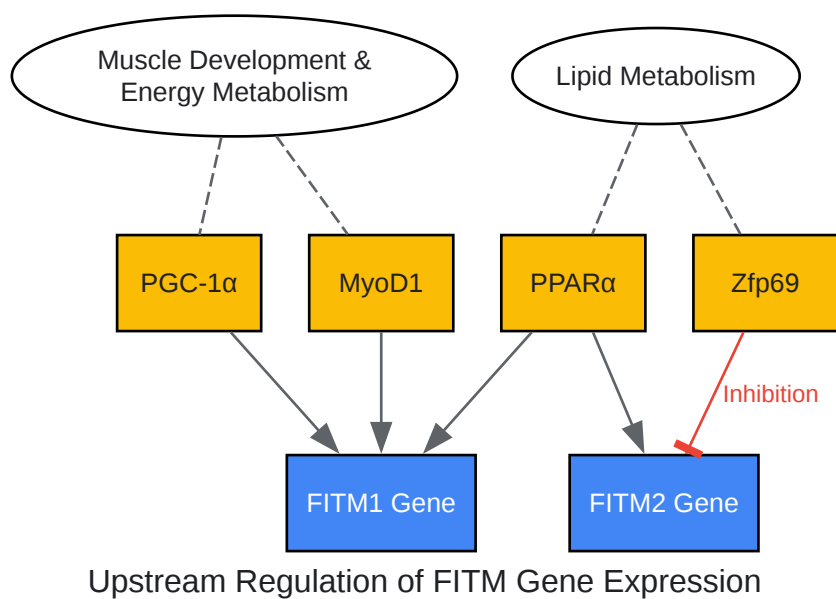 Muscle Development &
Energy Metabolism
Lipid Metabolism
PGC-1α
MyoD1
PPARα
Zfp69
Inhibition
FITM1 Gene
FITM2 Gene
Upstream Regulation of FITM Gene Expression